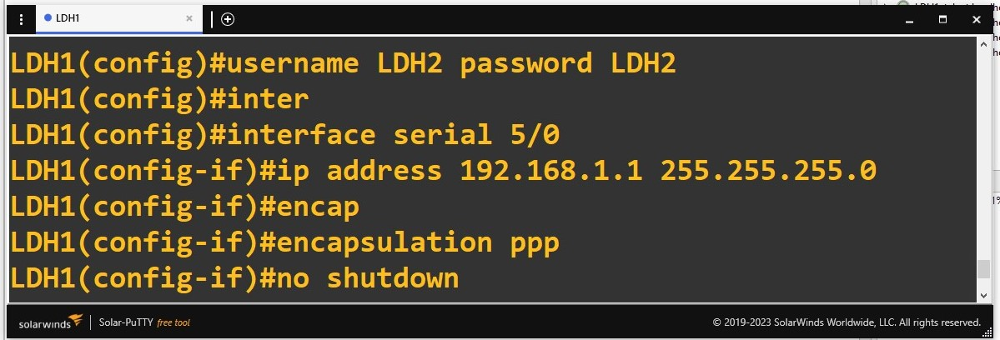 LDH1
LDH1(config)#username LDH2 password LDH2
LDH1(config)#inter
LDH1(config)#interface serial 5/0
LDH1(config-if)#ip address 192.168.1.1 255.255.255.0
LDH1(config-if)#encap
LDH1(config-if)#encapsulation ppp
LDH1(config-if)#no shutdown
solarwinds Solar-PuTTY free tool © 2019-2023 SolarWinds Worldwide, LLC. All rights reserved.